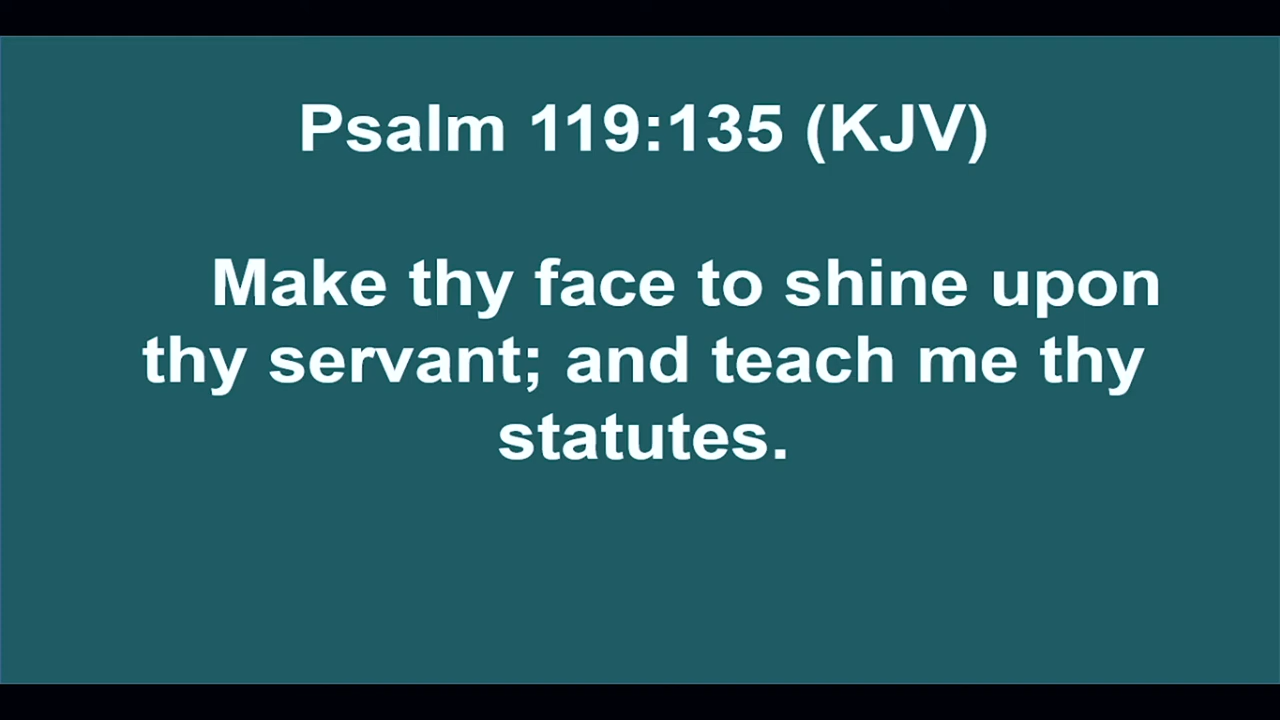 Psalm 119:135 (KJV)
Make thy face to shine upon
thy servant; and teach me thy
statutes.